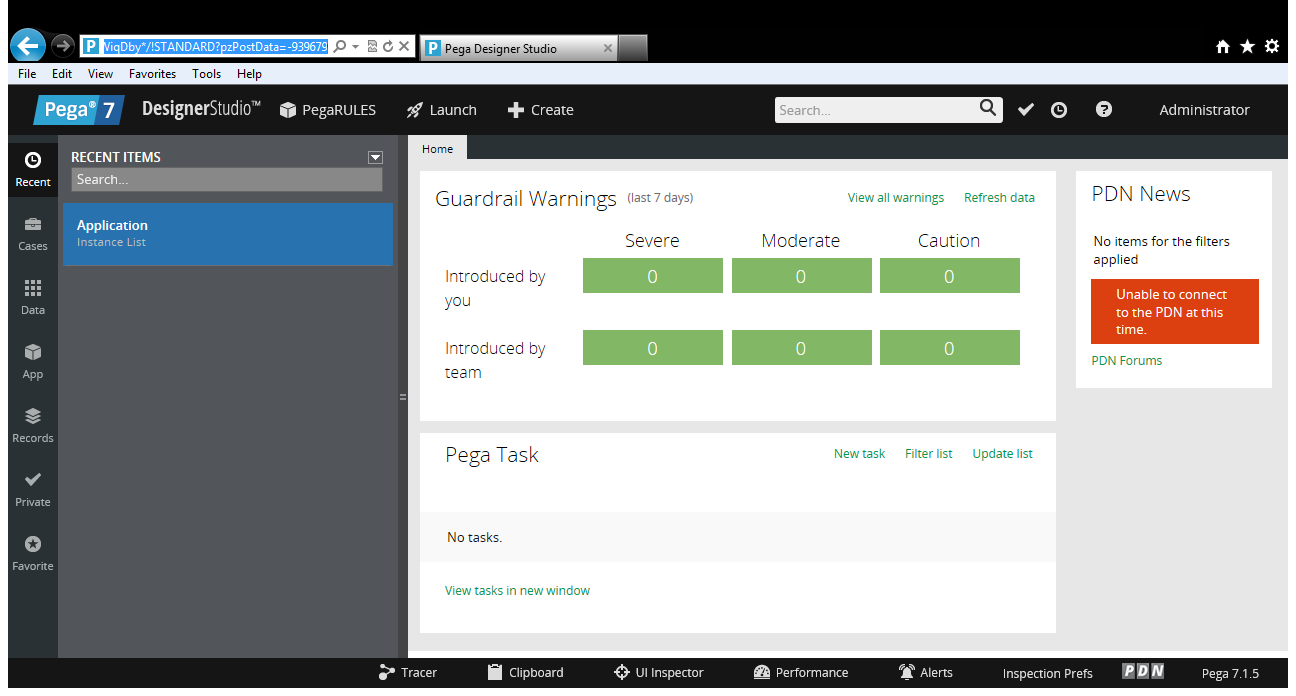 ViqDby*/!STANDARD?pzPostData=-939679
P Pega Designer Studio
File Edit View Favorites Tools Help
Pega® 7 DesignerStudio™ PegaRULES Launch Create Search... Administrator
Recent
Cases
Data
App
Records
Private
Favorite
RECENT ITEMS
Search...
Application
Instance List
Home
Guardrail Warnings (last 7 days) View all warnings Refresh data
Severe Moderate Caution
Introduced by you 0 0 0
Introduced by team 0 0 0
Pega Task New task Filter list Update list
No tasks.
View tasks in new window
PDN News
No items for the filters
applied
Unable to connect
to the PDN at this
time.
PDN Forums
Tracer Clipboard UI Inspector Performance Alerts Inspection Prefs PDN Pega 7.1.5